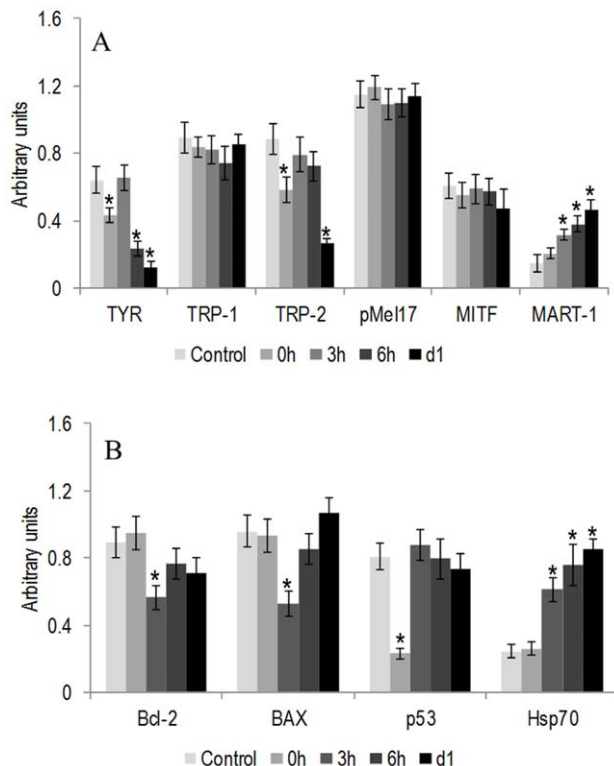 A
Arbitrary units
1.6
1.2
0.8
0.4
0
* * * * * * * *
TYR TRP-1 TRP-2 pMel17 MITF MART-1
Control 0h 3h 6h d1
B
Arbitrary units
1.6
1.2
0.8
0.4
0
* * * * * *
Bcl-2 BAX p53 Hsp70
Control 0h 3h 6h d1